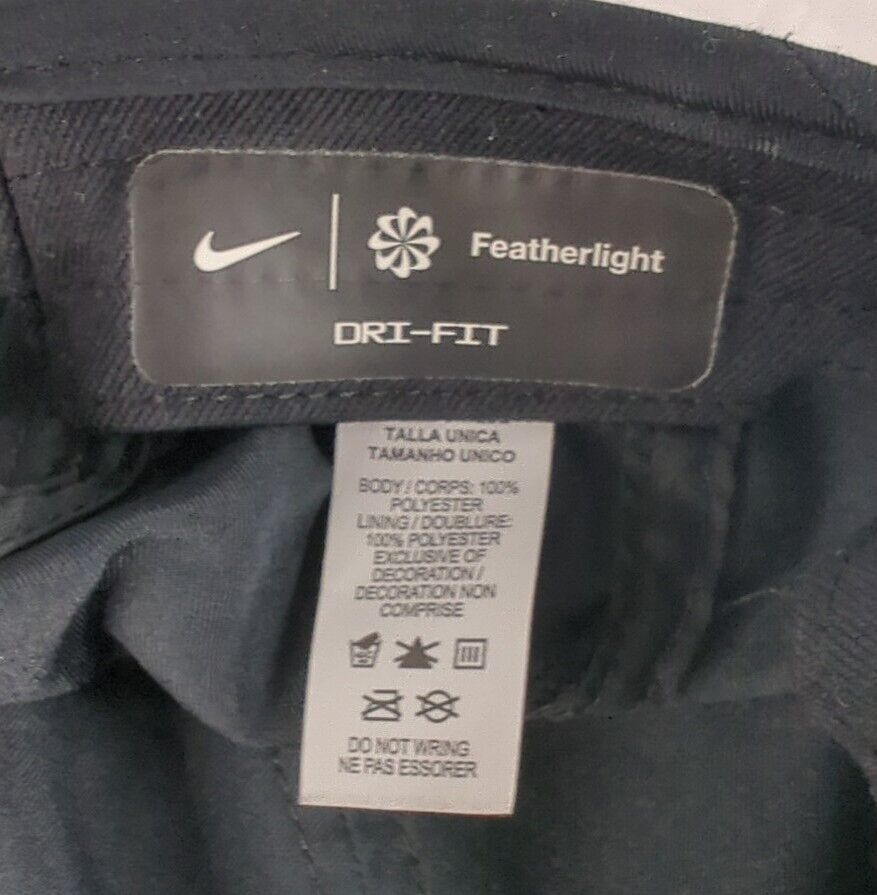 Featherlight
DRI-FIT
TALLA UNICA
TAMANHO UNICO
BODY / CORPS: 100%
POLYESTER
LINING / DOUBLURE:
100% POLYESTER
EXCLUSIVE OF
DECORATION /
DECORATION NON
COMPRISE
DO NOT WRING
NE PAS ESSORER